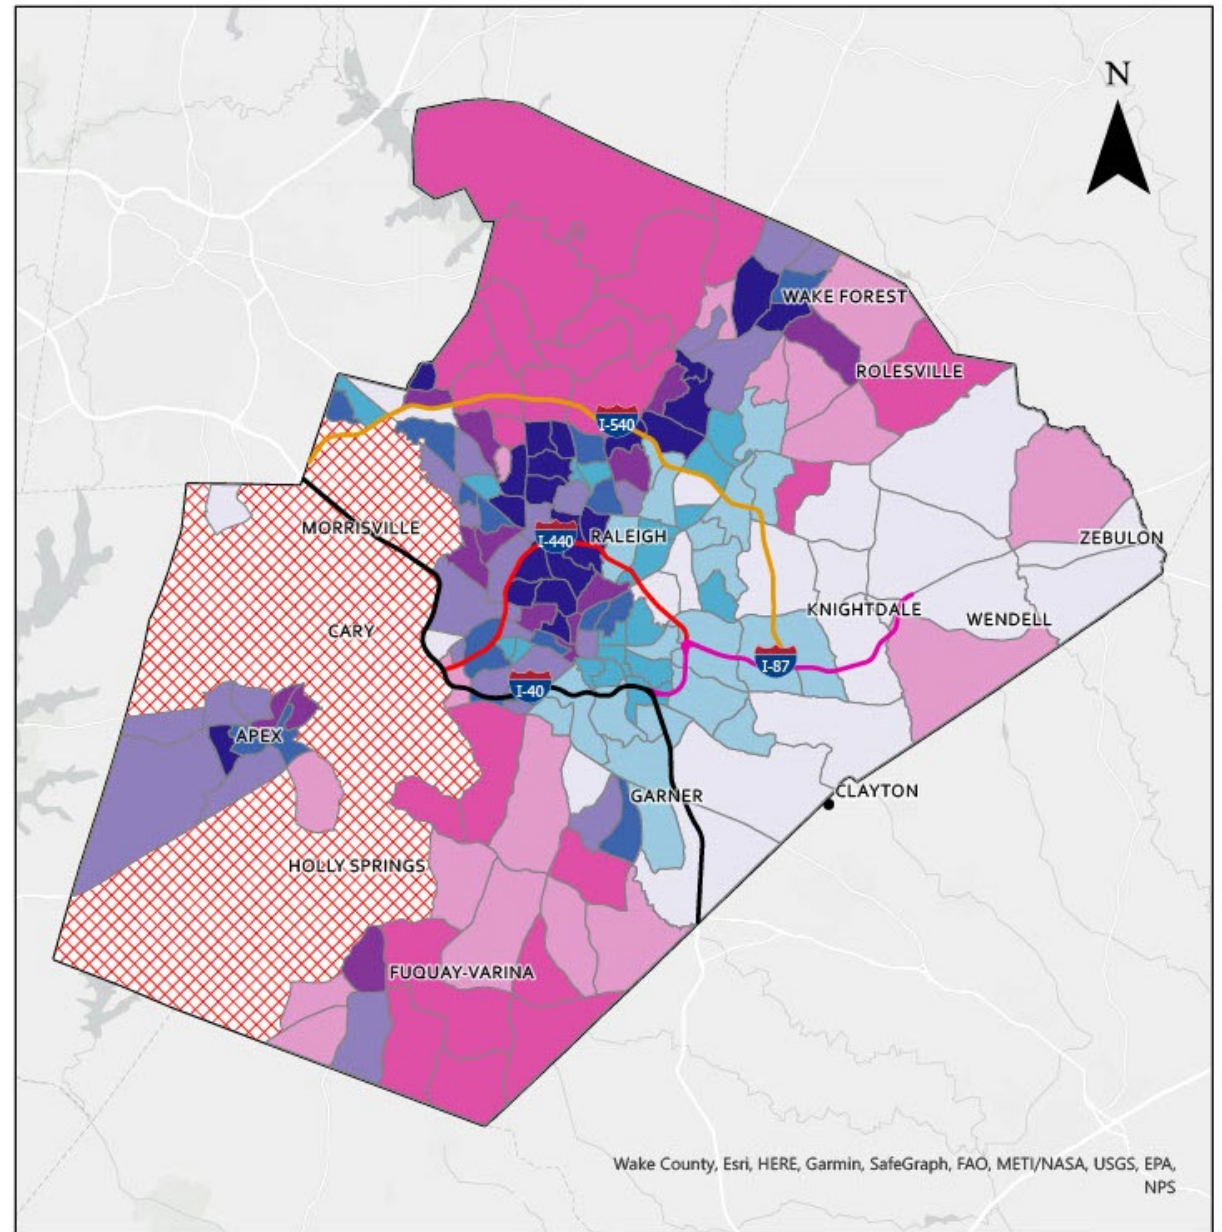 N
WAKE FOREST
ROLESVILLE
I-540
MORRISVILLE
I-440
RALEIGH
ZEBULON
KNIGHTDALE
WENDELL
CARY
I-87
I-40
APEX
GARNER
CLAYTON
HOLLY SPRINGS
FUQUAY-VARINA
Wake County, Esri, HERE, Garmin, SafeGraph, FAO, METI/NASA, USGS, EPA,
NPS